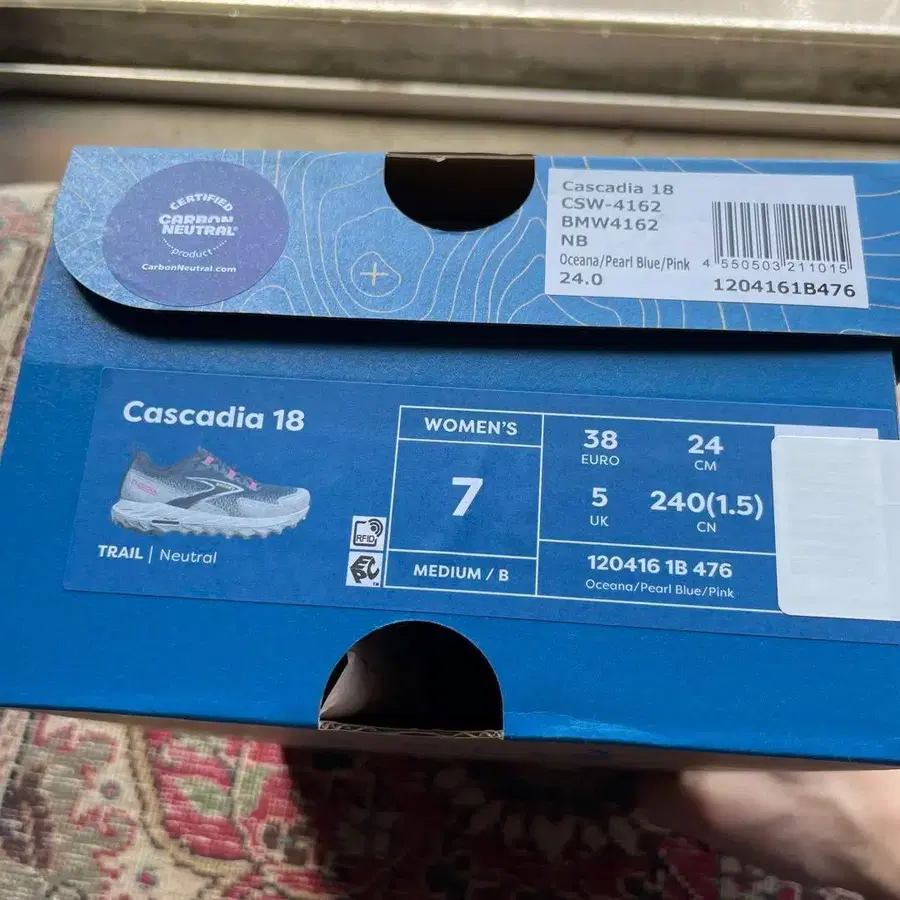 CERTIFIED
CARBON
NEUTRAL®
product
CarbonNeutral.com
Cascadia 18
CSW-4162
BMW4162
NB
Oceana/Pearl Blue/Pink
24.0
4 550503 211015
1204161B476
Cascadia 18
TRAIL | Neutral
RFID
EPC
WOMEN'S
7
MEDIUM / B
38
EURO
24
CM
5
UK
240(1.5)
CN
120416 1B 476
Oceana/Pearl Blue/Pink